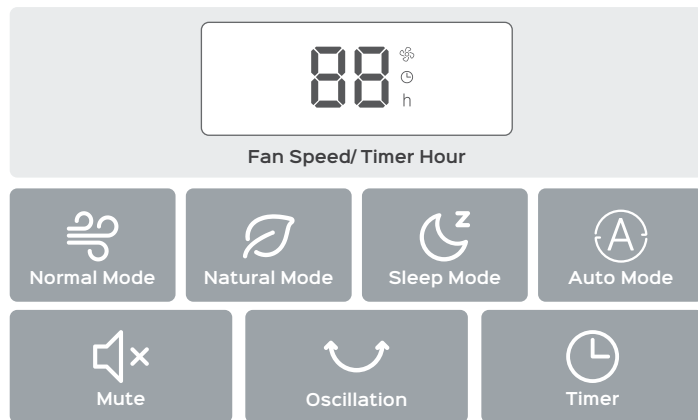 88
h
Fan Speed/ Timer Hour
Normal Mode
Natural Mode
z
Sleep Mode
A
Auto Mode
Mute
Oscillation
Timer